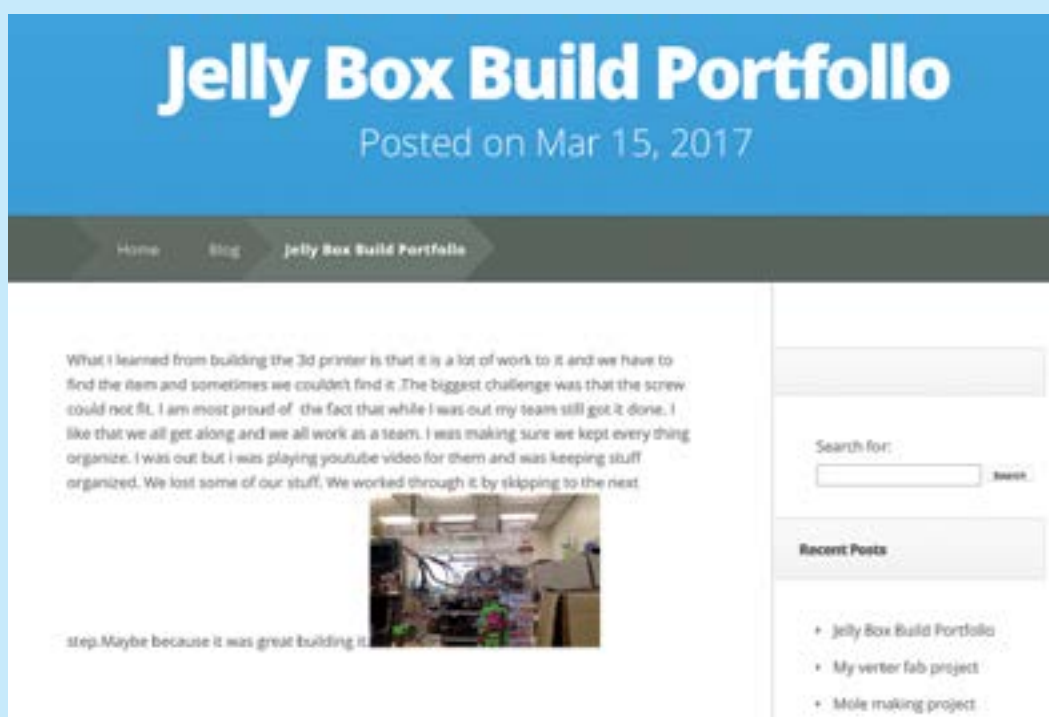 Jelly Box Build Portfollo
Posted on Mar 15, 2017
Home
Blog
Jelly Box Build Portfollo
What I learned from building the 3d printer is that it is a lot of work to it and we have to
find the item and sometimes we couldn't find it .The biggest challenge was that the screw
could not fit. I am most proud of the fact that while I was out my team still got it done. I
like that we all get along and we all work as a team. I was making sure we kept every thing
organize. I was out but i was playing youtube video for them and was keeping stuff
organized. We lost some of our stuff. We worked through it by skipping to the next
step.Maybe because it was great building it.
Search for:
Search
Recent Posts
Jelly Box Build Portfollo
My verter fab project
Mole making project